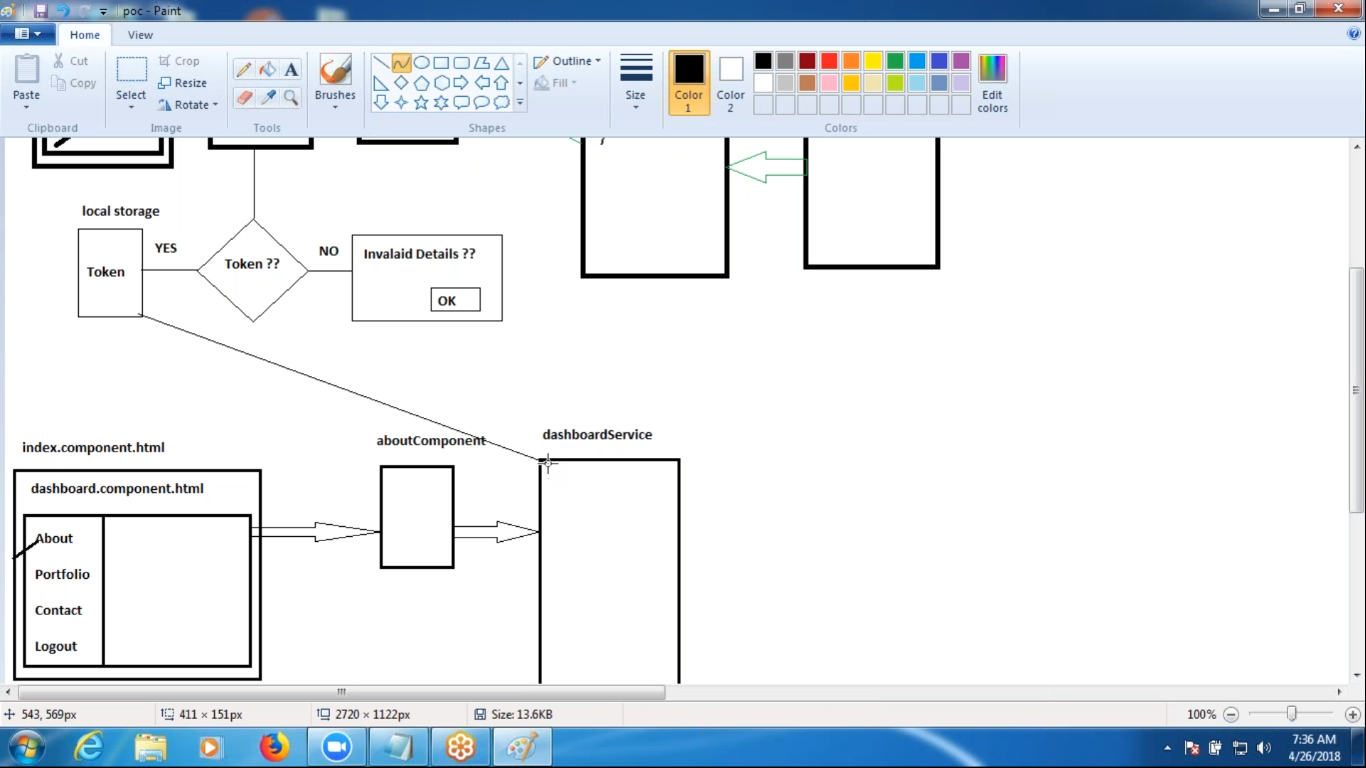 poc - Paint
Home
View
Paste
Cut
Copy
Clipboard
Select
Crop
Resize
Rotate
Image
A
Tools
Brushes
Outline
Fill
Shapes
Size
Color
1
Color
2
Edit
colors
Colors
local storage
Token
YES
Token ??
NO
Invalaid Details ??
OK
index.component.html
dashboard.component.html
About
Portfolio
Contact
Logout
aboutComponent
dashboardService
543, 569px
411 × 151px
2720 × 1122px
Size: 13.6KB
100%
7:36 AM
4/26/2018